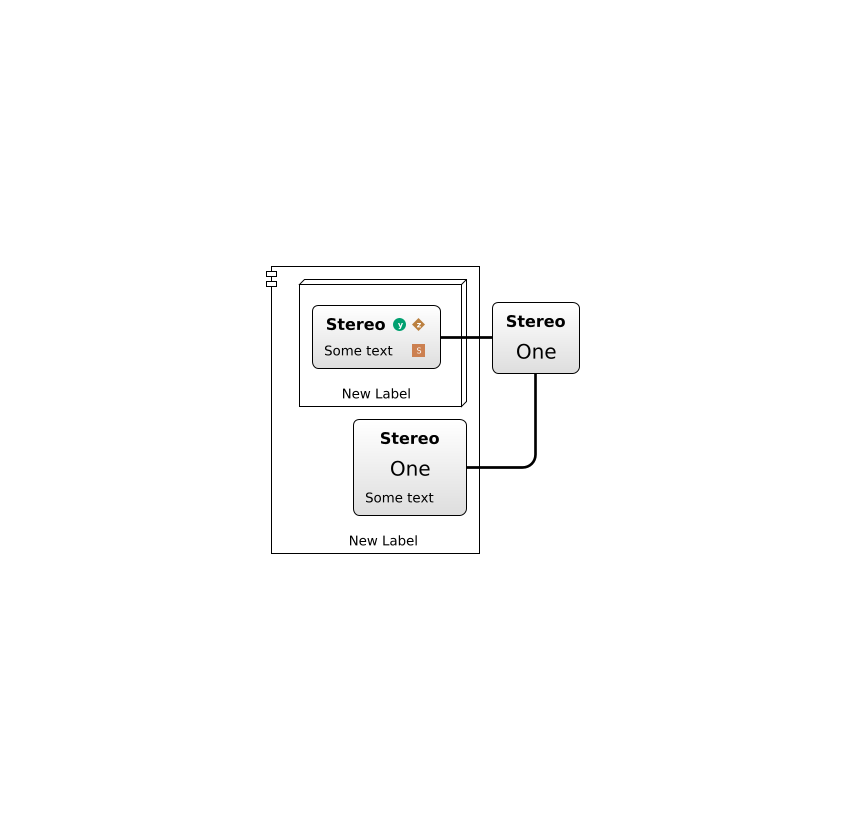 Stereo y z
Some text S
New Label
Stereo
One
Stereo
One
Some text
New Label